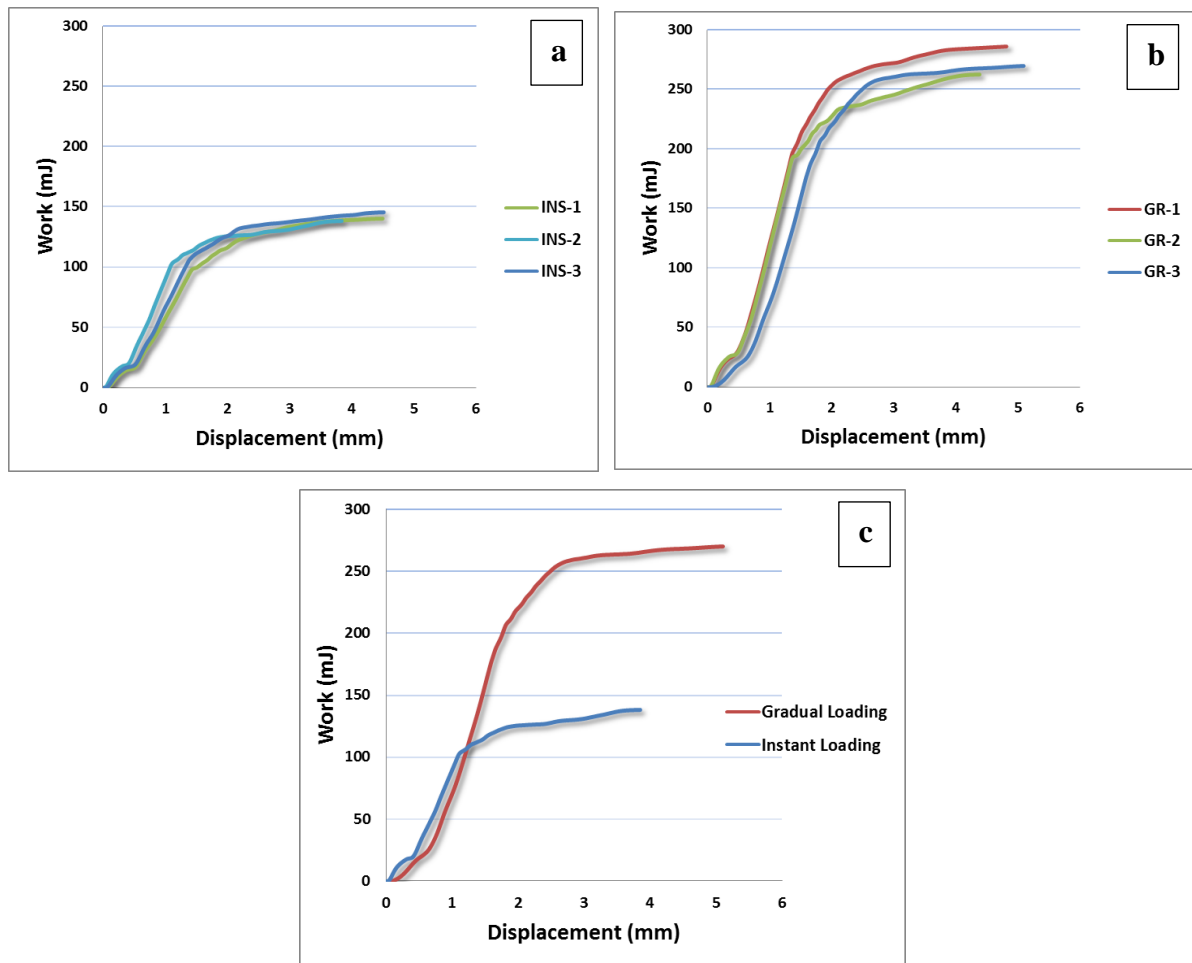 a
300
250
200
150
100
50
0
Work (mJ)
INS-1
INS-2
INS-3
0 1 2 3 4 5 6
Displacement (mm)
b
300
250
200
150
100
50
0
Work (mJ)
GR-1
GR-2
GR-3
0 1 2 3 4 5 6
Displacement (mm)
c
300
250
200
150
100
50
0
Work (mJ)
Gradual Loading
Instant Loading
0 1 2 3 4 5 6
Displacement (mm)